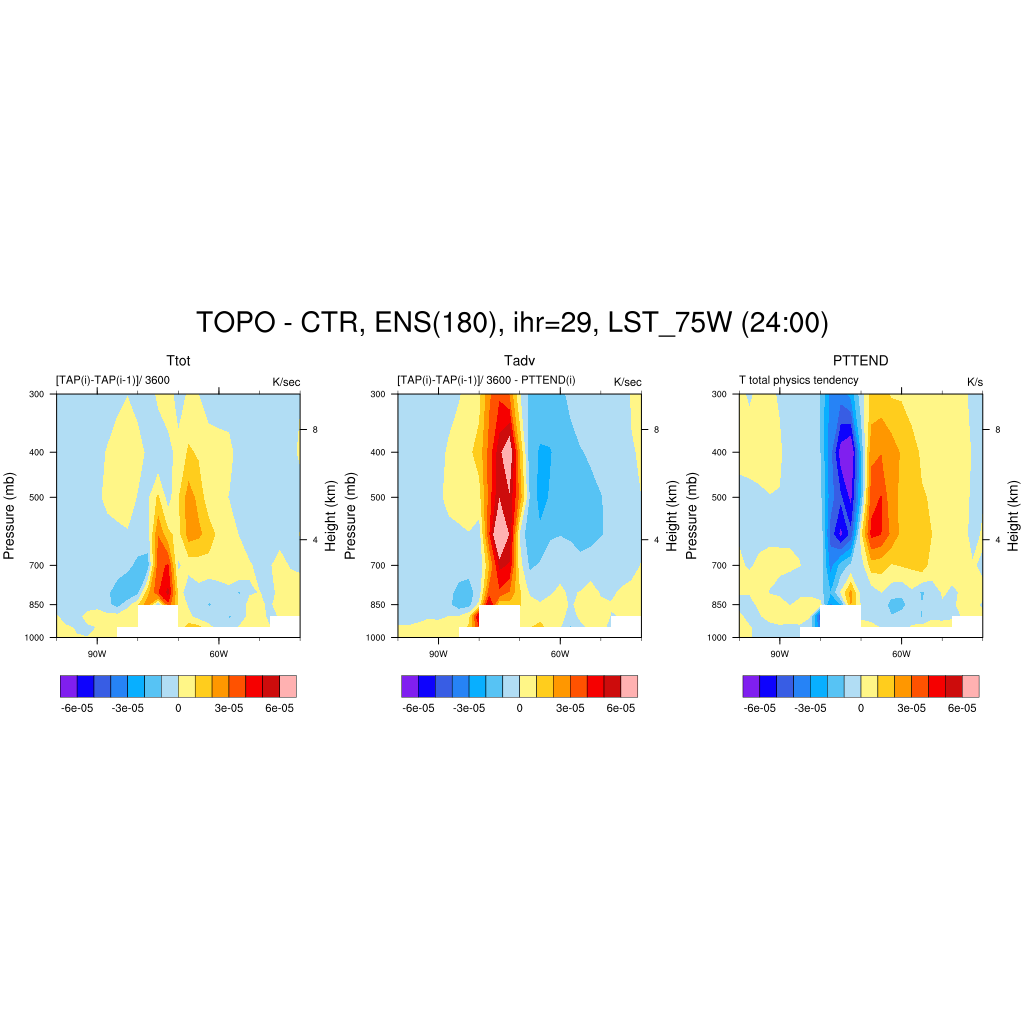 TOPO - CTR, ENS(180), ihr=29, LST_75W (24:00)
Ttot
[TAP(i)-TAP(i-1)]/ 3600 K/sec
Pressure (mb)
300
400
500
700
850
1000
8
4
Height (km)
90W 60W
-6e-05 -3e-05 0 3e-05 6e-05
Tadv
[TAP(i)-TAP(i-1)]/ 3600 - PTTEND(i) K/sec
Pressure (mb)
300
400
500
700
850
1000
8
4
Height (km)
90W 60W
-6e-05 -3e-05 0 3e-05 6e-05
PTTEND
T total physics tendency K/s
Pressure (mb)
300
400
500
700
850
1000
8
4
Height (km)
90W 60W
-6e-05 -3e-05 0 3e-05 6e-05